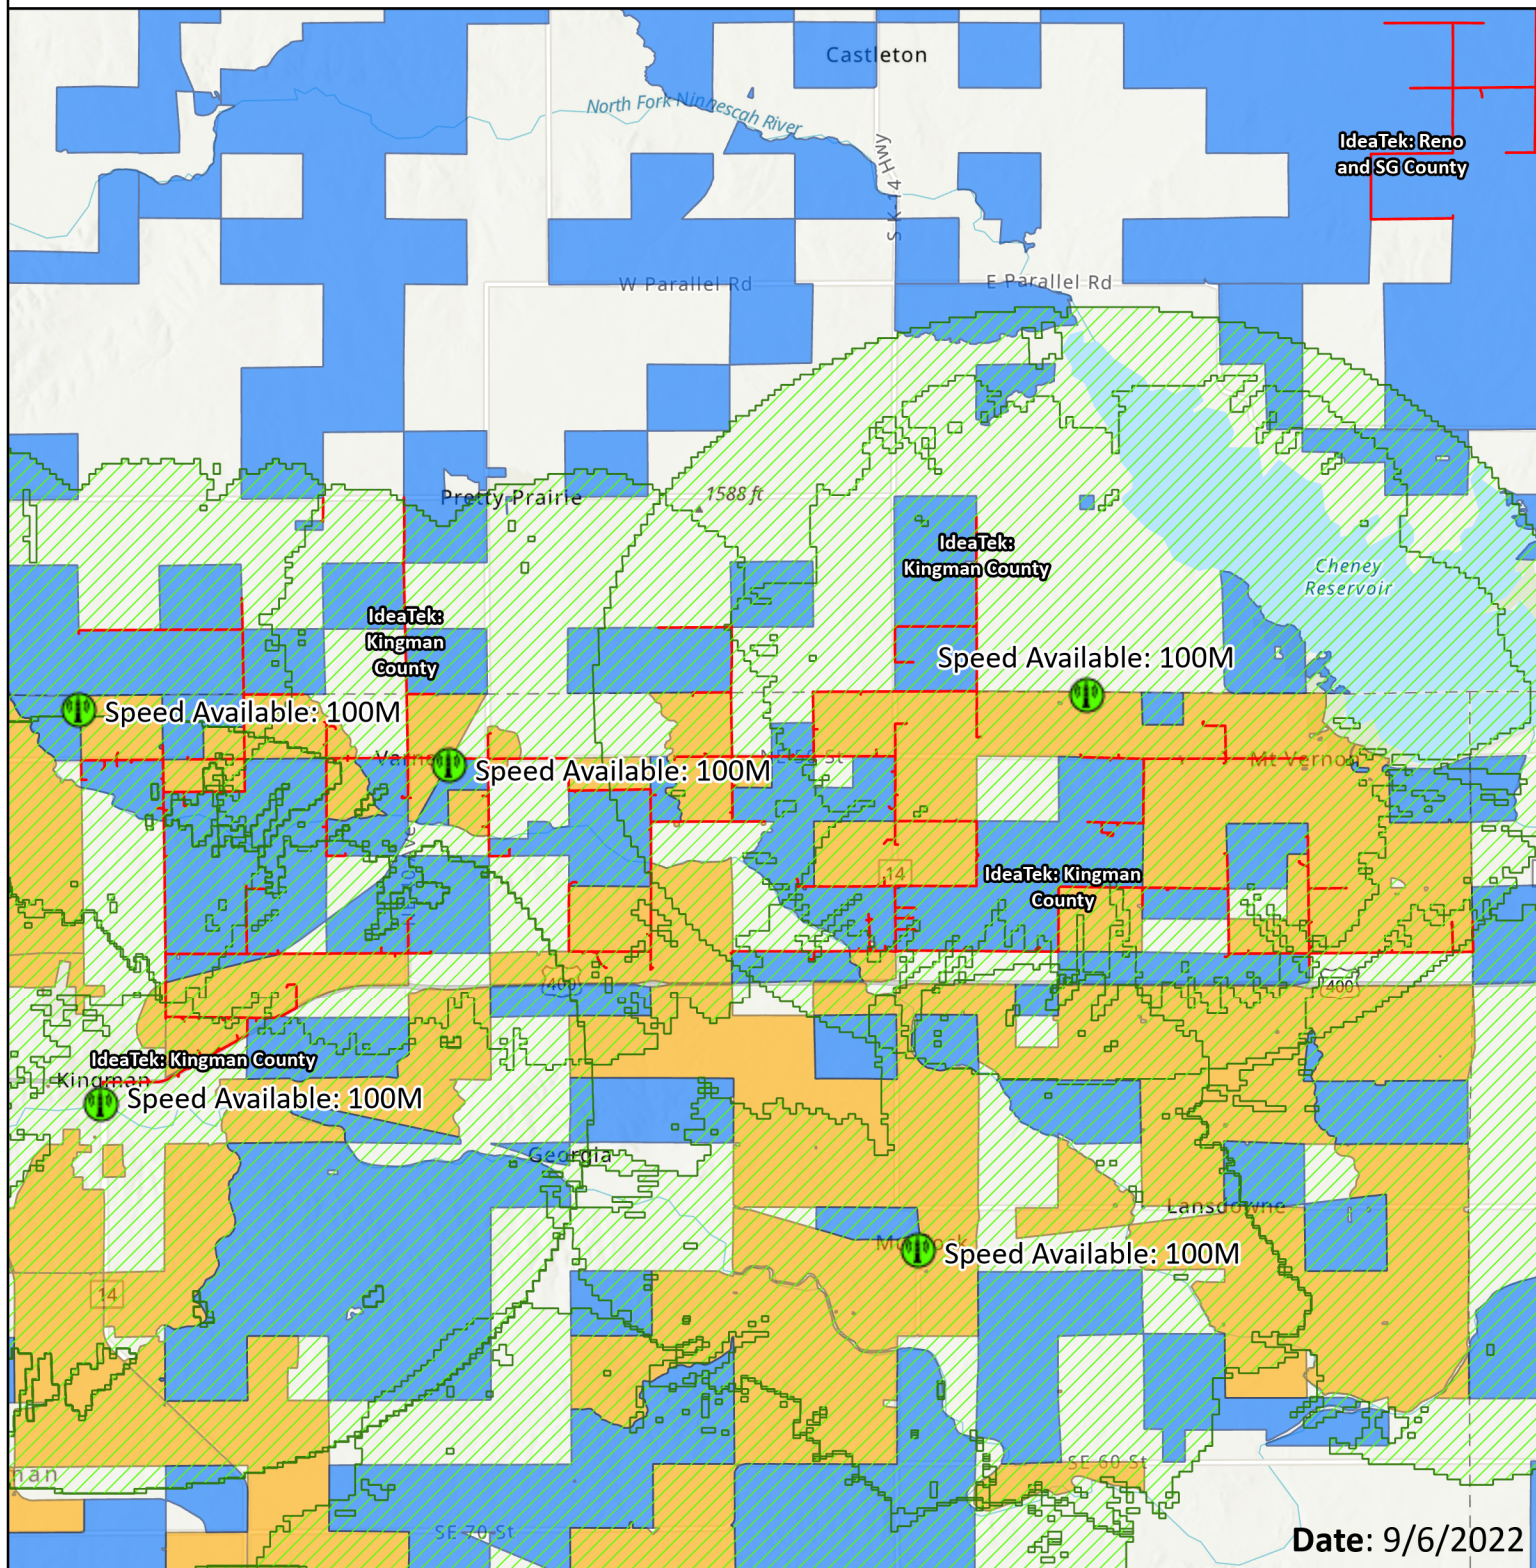 Castleton
North Fork Ninnescah River
IdeaTek: Reno
and SG County
S K-14 Hwy
W Parallel Rd
E Parallel Rd
Pretty Prairie
1588 ft
IdeaTek:
Kingman County
Cheney
Reservoir
IdeaTek:
Kingman
County
Speed Available: 100M
Speed Available: 100M
Speed Available: 100M
Mt Vernon
14
IdeaTek: Kingman
County
400
400
IdeaTek: Kingman County
Kingman
Speed Available: 100M
Georgia
Lansdowne
Speed Available: 100M
14
SE 60 St
SE 70 St
Date: 9/6/2022